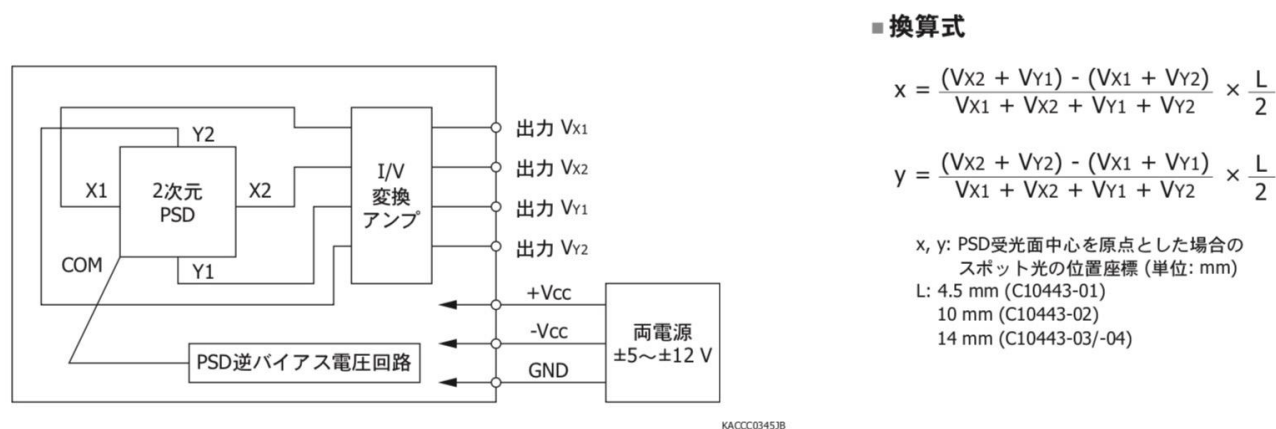 Y2
X1
2次元
PSD
X2
COM
Y1
I/V
変換
アンプ
出力 VX1
出力 VX2
出力 VY1
出力 VY2
+Vcc
-Vcc
GND
両電源
±5～±12 V
PSD逆バイアス電圧回路
KACCC0345JB
■ 換算式
x = (VX2 + VY1) - (VX1 + VY2) / VX1 + VX2 + VY1 + VY2 × L / 2
y = (VX2 + VY2) - (VX1 + VY1) / VX1 + VX2 + VY1 + VY2 × L / 2
x, y: PSD受光面中心を原点とした場合の
スポット光の位置座標 (単位: mm)
L: 4.5 mm (C10443-01)
10 mm (C10443-02)
14 mm (C10443-03/-04)